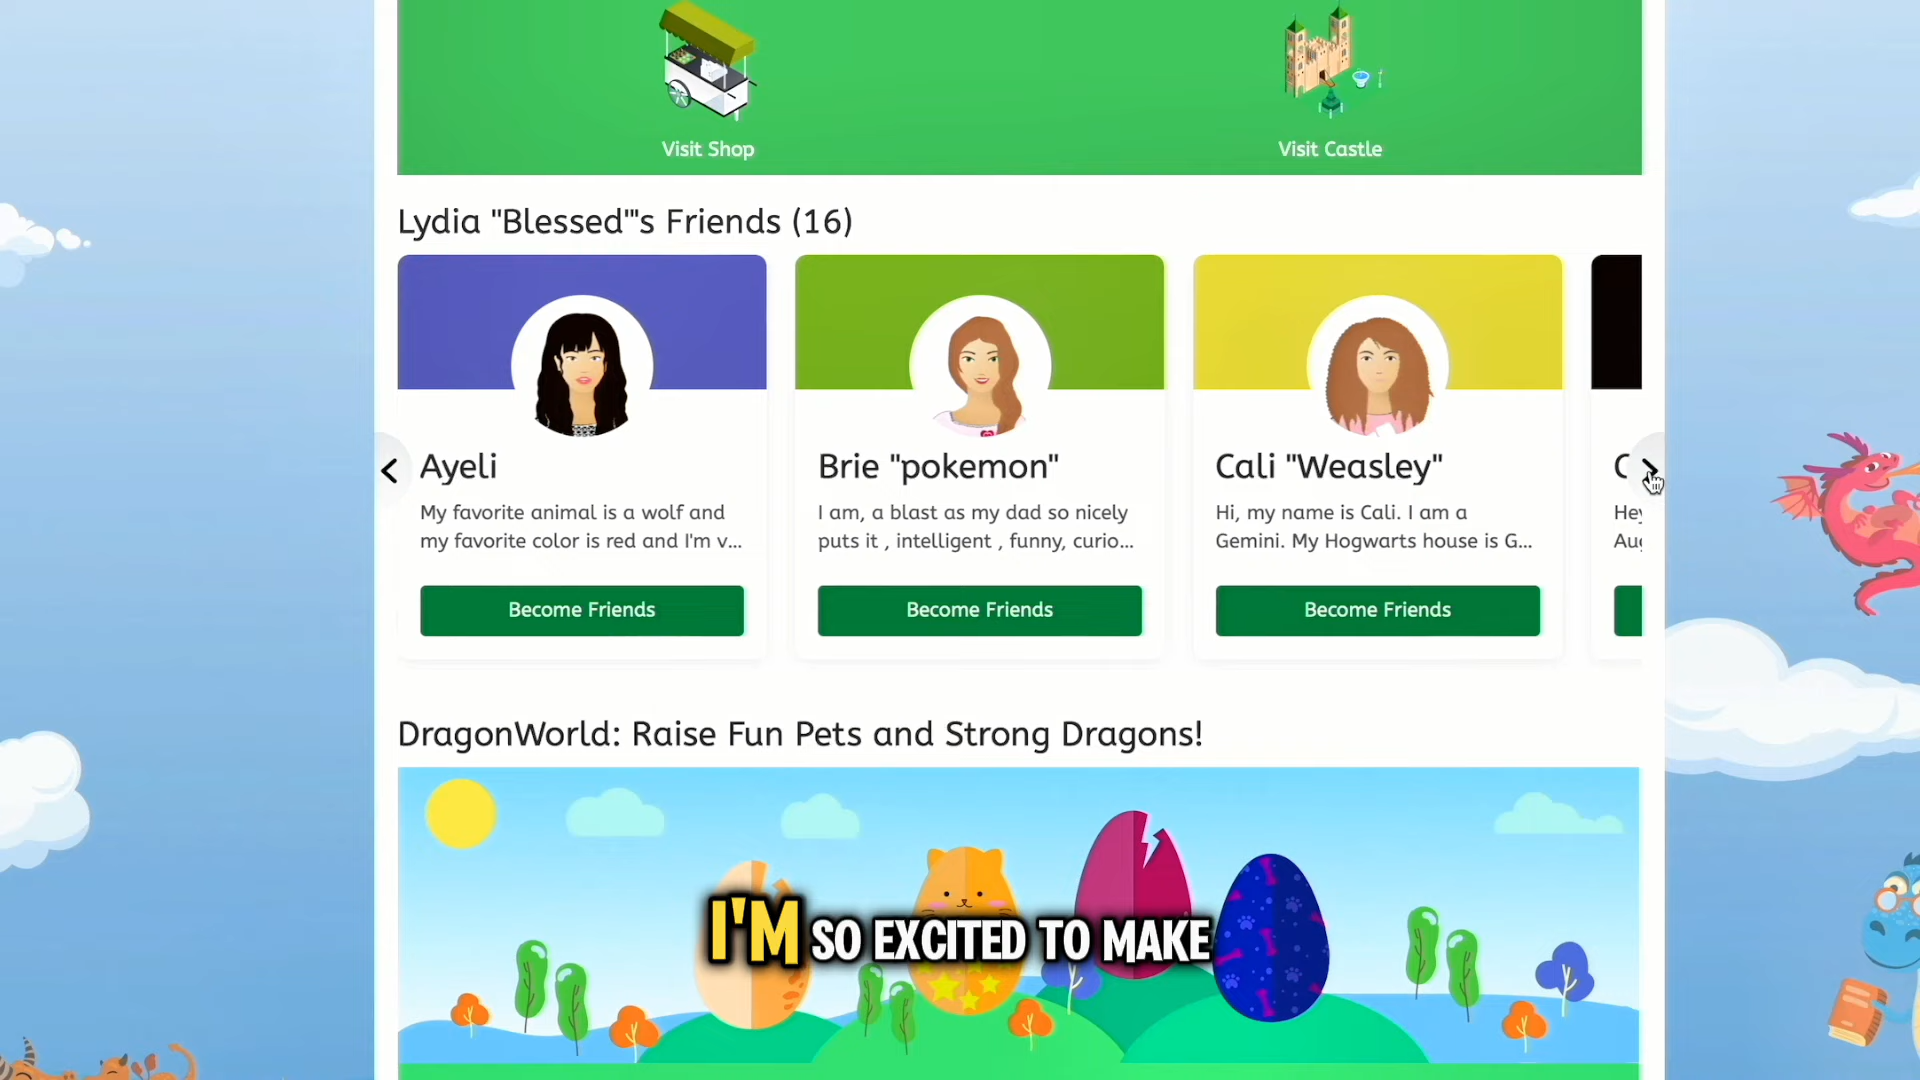 Visit Shop
Visit Castle
Lydia "Blessed"'s Friends (16)
Ayeli
My favorite animal is a wolf and
my favorite color is red and I'm v...
Become Friends
Brie "pokemon"
I am, a blast as my dad so nicely
puts it , intelligent , funny, curio...
Become Friends
Cali "Weasley"
Hi, my name is Cali. I am a
Gemini. My Hogwarts house is G...
Become Friends
Hey
Aug
DragonWorld: Raise Fun Pets and Strong Dragons!
I'M SO EXCITED TO MAKE